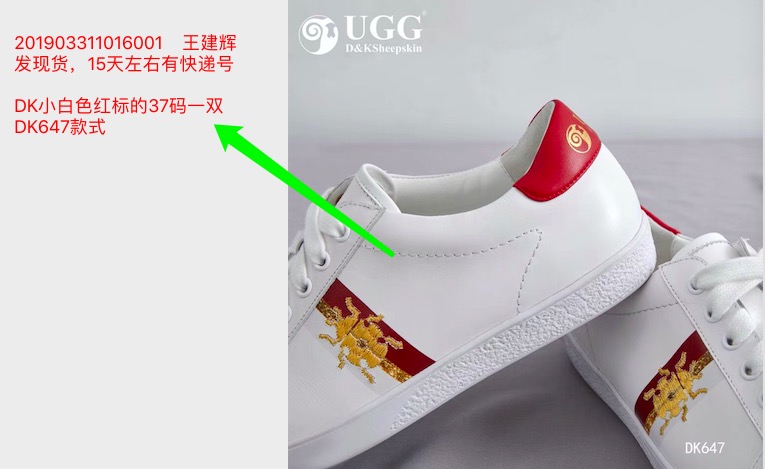 201903311016001 王建辉
发现货，15天左右有快递号
DK小白色红标的37码一双
DK647款式
UGG
D&KSheepskin
DK647